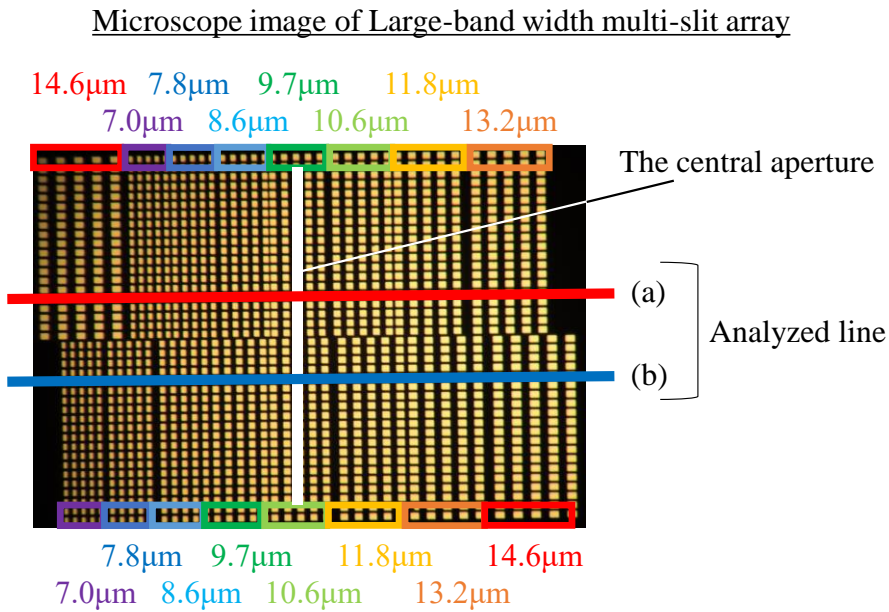 Microscope image of Large-band width multi-slit array
14.6μm 7.8μm 9.7μm 11.8μm
7.0μm 8.6μm 10.6μm 13.2μm
The central aperture
(a)
Analyzed line
(b)
7.8μm 9.7μm 11.8μm 14.6μm
7.0μm 8.6μm 10.6μm 13.2μm